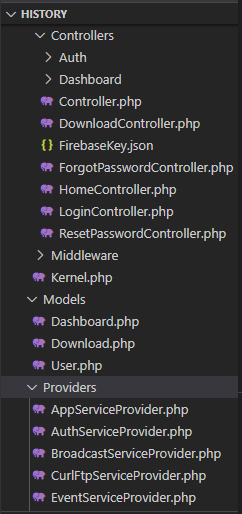 HISTORY
Controllers
Auth
Dashboard
Controller.php
DownloadController.php
FirebaseKey.json
ForgotPasswordController.php
HomeController.php
LoginController.php
ResetPasswordController.php
Middleware
Kernel.php
Models
Dashboard.php
Download.php
User.php
Providers
AppServiceProvider.php
AuthServiceProvider.php
BroadcastServiceProvider.php
CurlFtpServiceProvider.php
EventServiceProvider.php